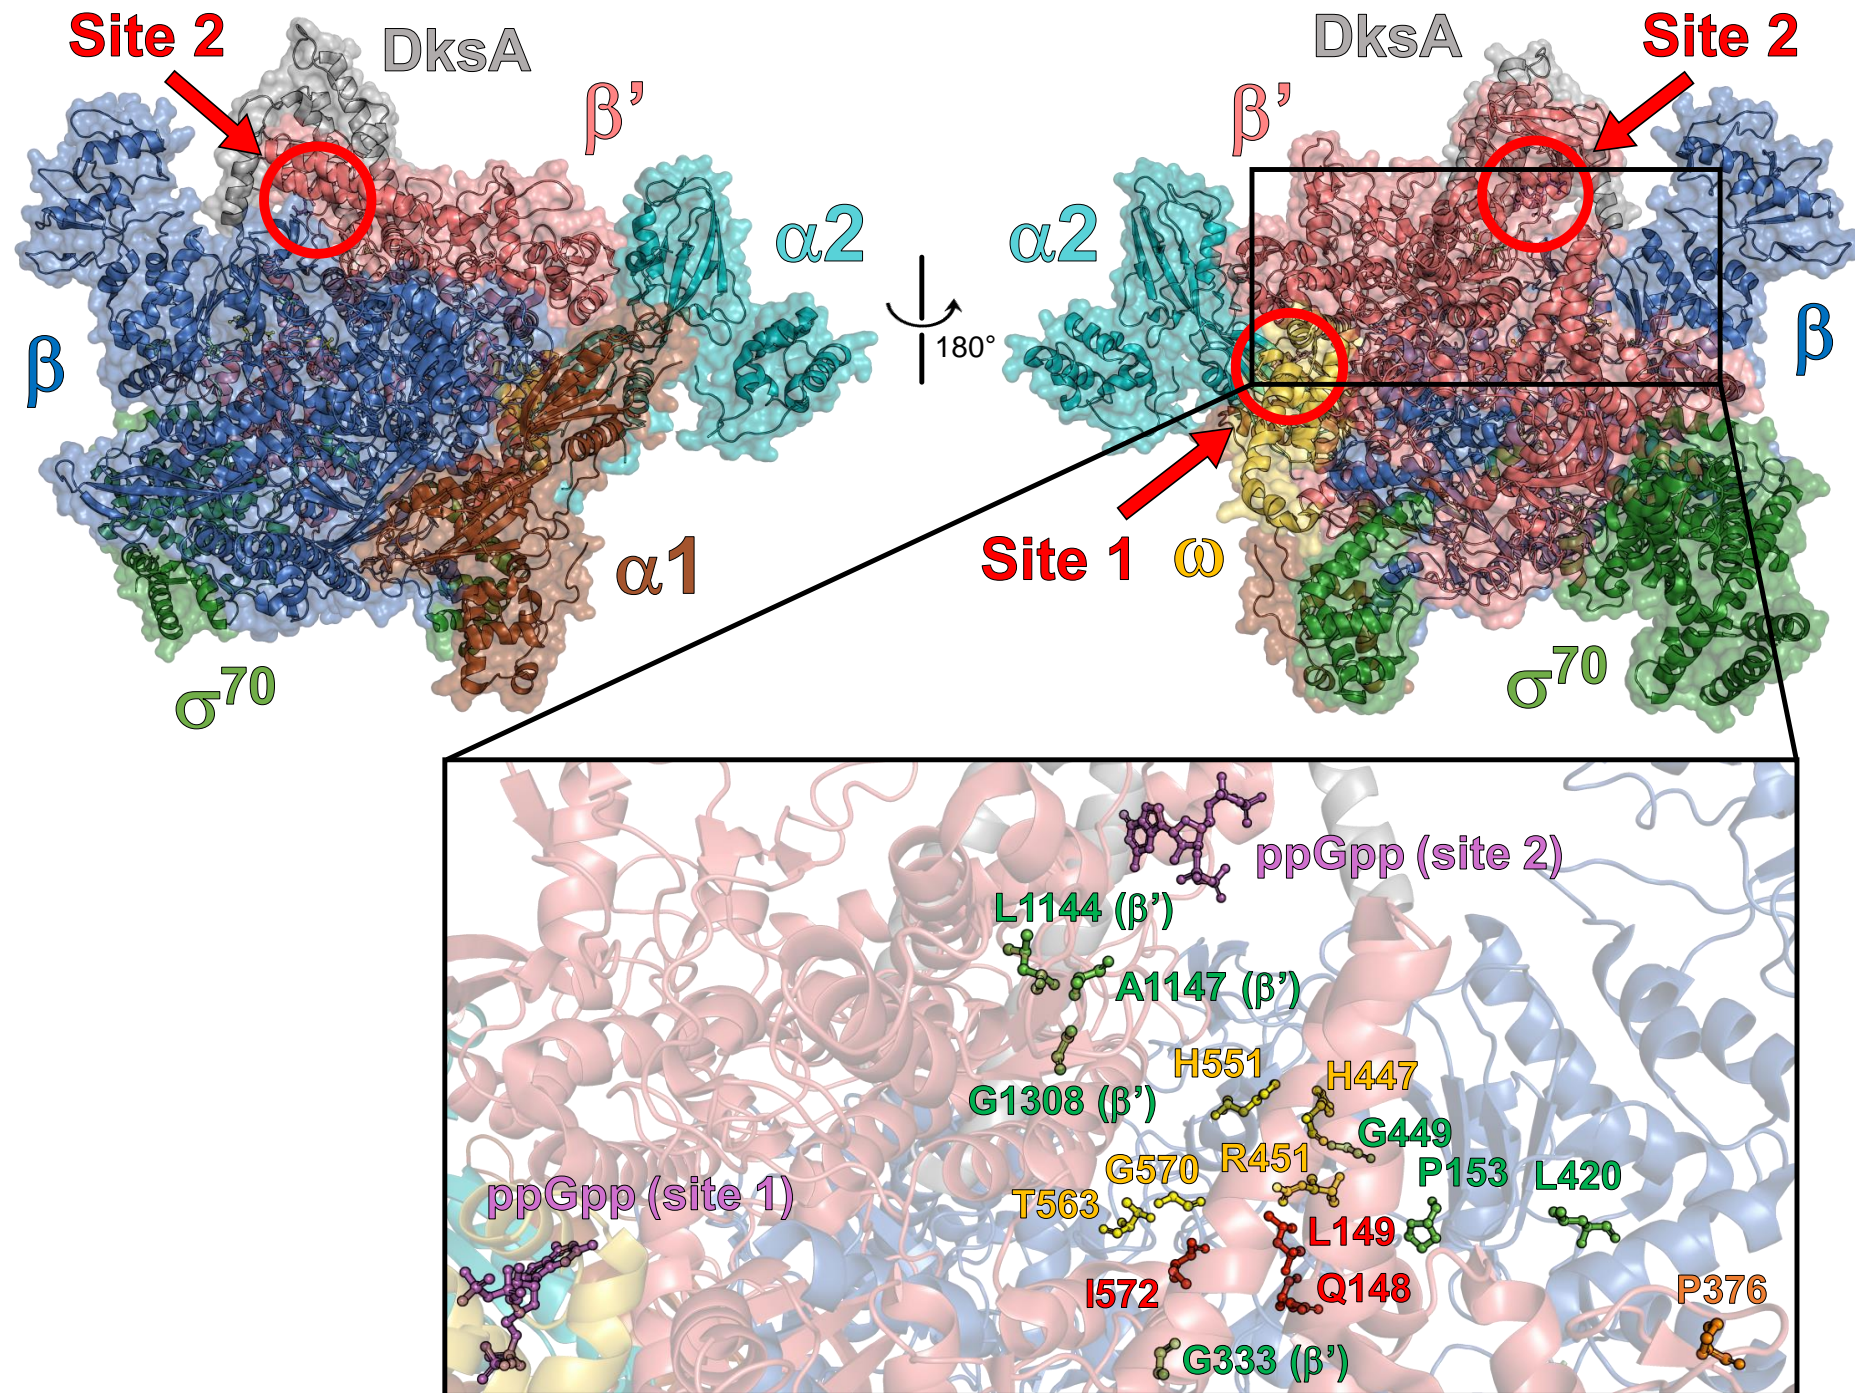 Site 2
DksA
β’
α2
β
α1
σ70
180°
DksA
Site 2
β’
α2
β
Site 1
ω
σ70
ppGpp (site 2)
L1144 (β’)
A1147 (β’)
G1308 (β’)
H551
H447
G449
R451
G570
P153
L420
T563
ppGpp (site 1)
L149
I572
Q148
P376
G333 (β’)